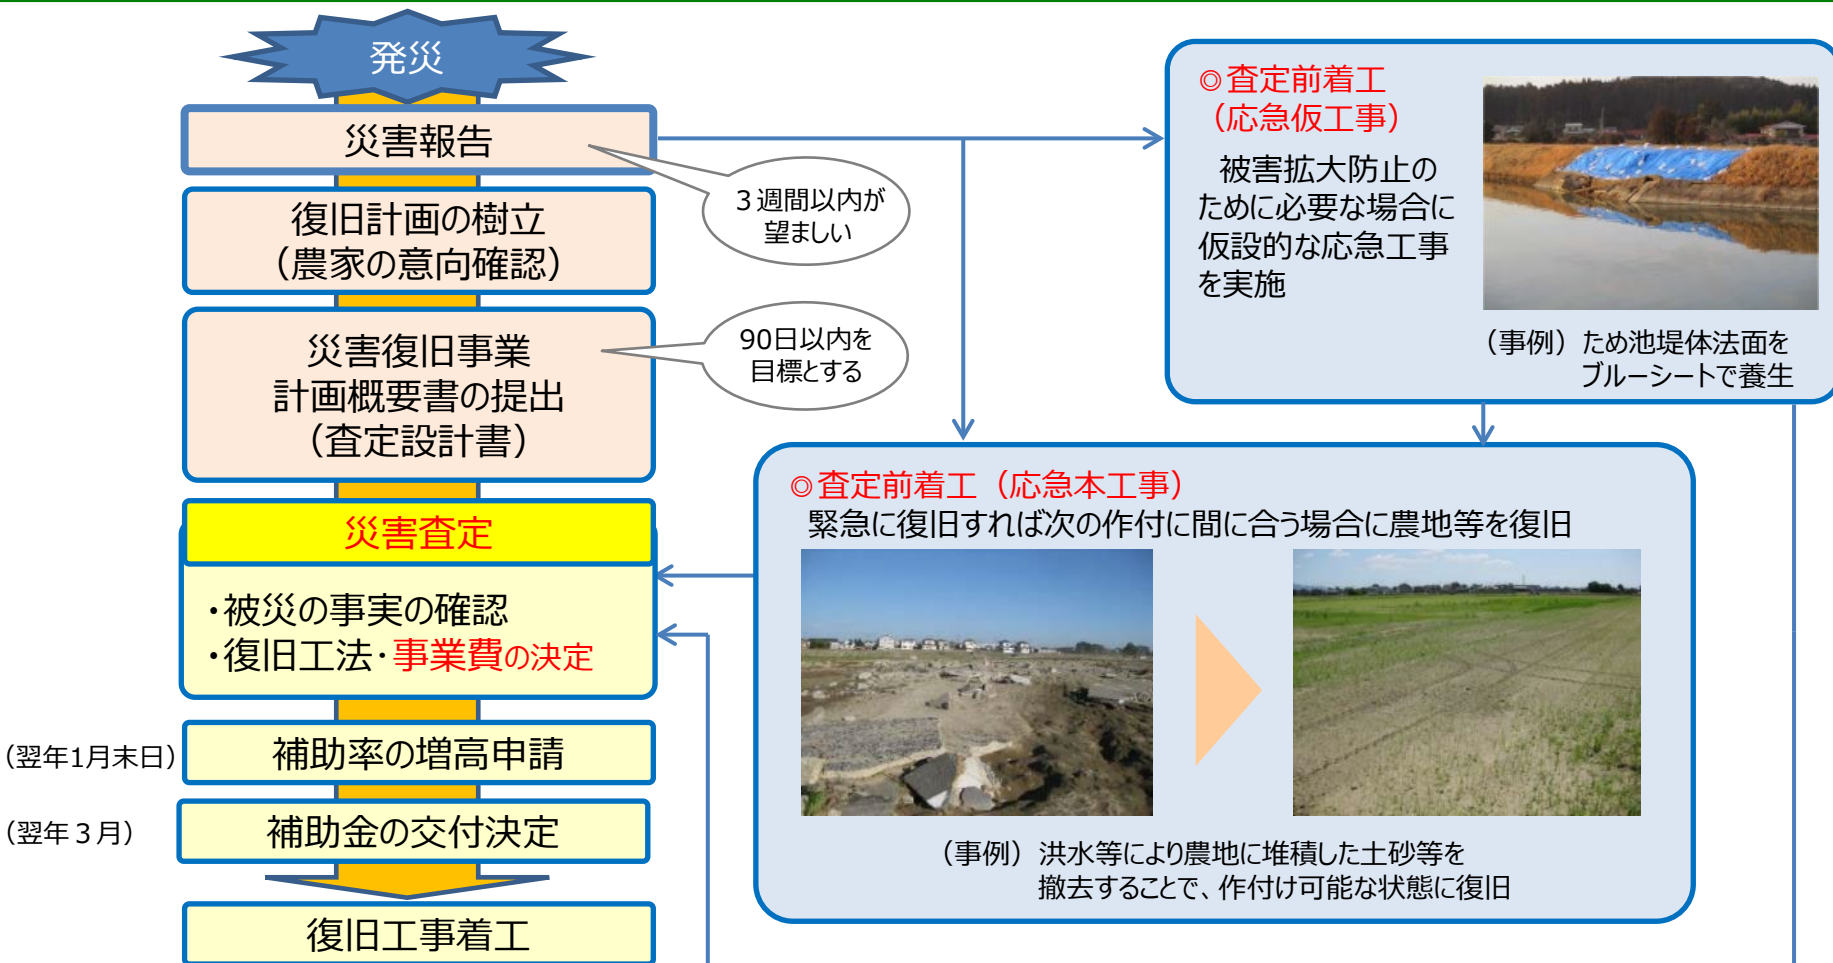 発災
災害報告
3週間以内が
望ましい
復旧計画の樹立
（農家の意向確認）
災害復旧事業
計画概要書の提出
（査定設計書）
90日以内を
目標とする
災害査定
・被災の事実の確認
・復旧工法・事業費の決定
（翌年1月末日）
補助率の増高申請
（翌年３月）
補助金の交付決定
復旧工事着工
◎査定前着工
（応急仮工事）
被害拡大防止の
ために必要な場合に
仮設的な応急工事
を実施
（事例）ため池堤体法面を
ブルーシートで養生
◎査定前着工（応急本工事）
緊急に復旧すれば次の作付に間に合う場合に農地等を復旧
（事例）洪水等により農地に堆積した土砂等を
撤去することで、作付け可能な状態に復旧